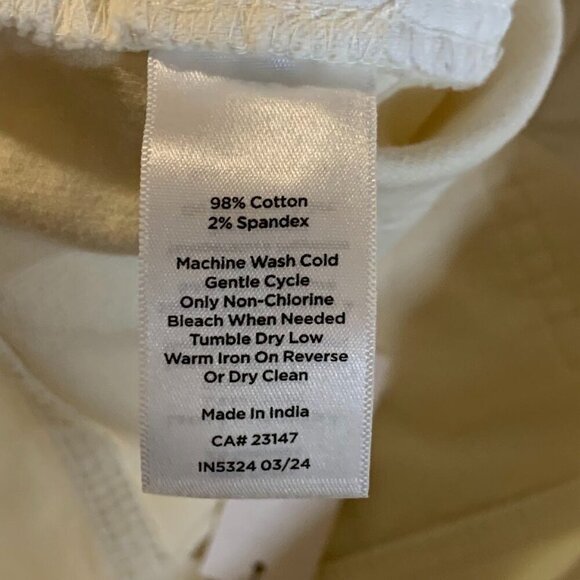 98% Cotton
2% Spandex
Machine Wash Cold
Gentle Cycle
Only Non-Chlorine
Bleach When Needed
Tumble Dry Low
Warm Iron On Reverse
Or Dry Clean
Made In India
CA# 23147
IN5324 03/24